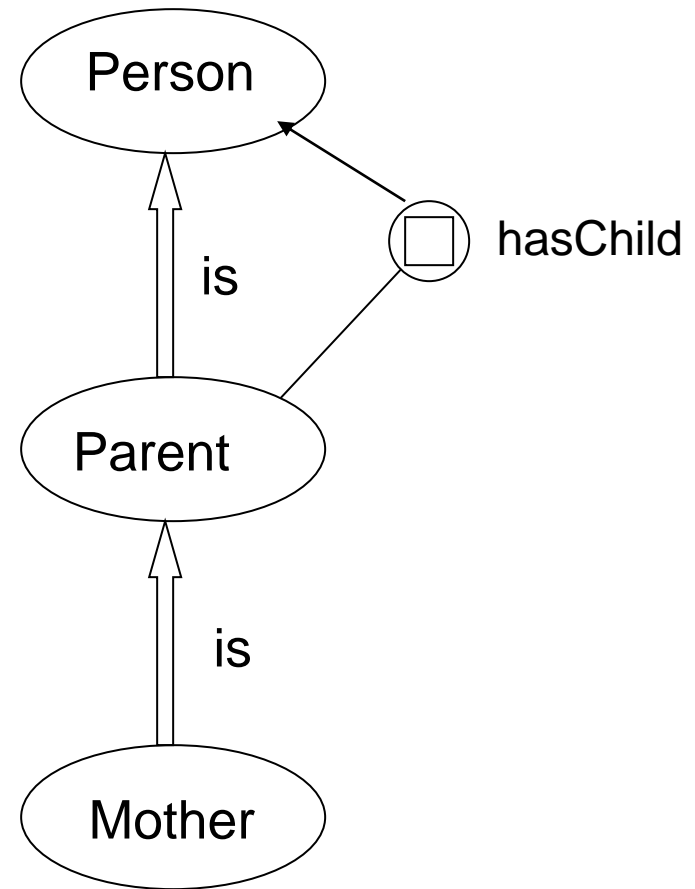 Person
hasChild
is
Parent
is
Mother